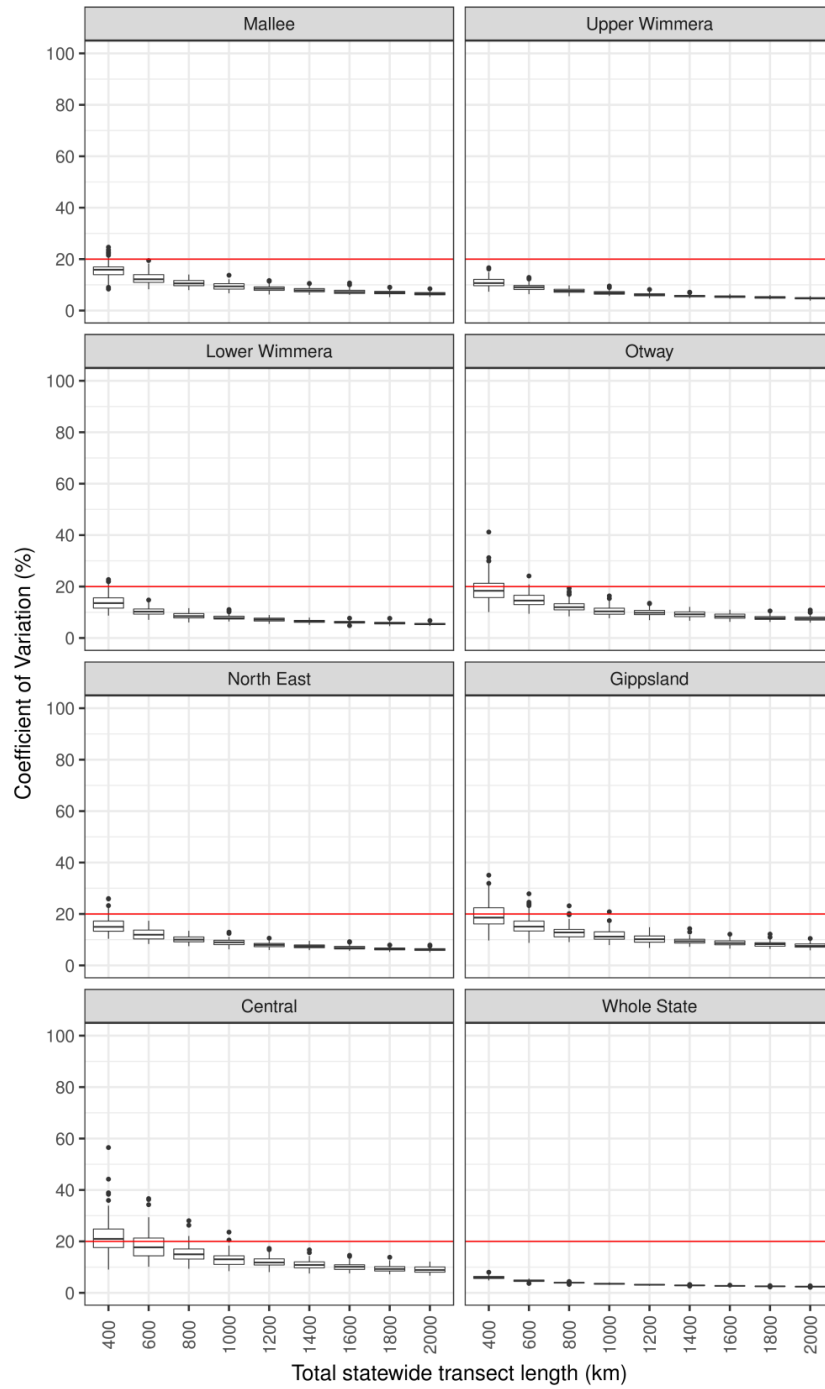 Mallee
Upper Wimmera
100
80
60
40
20
0
Lower Wimmera
Otway
100
80
60
40
20
0
North East
Gippsland
100
80
60
40
20
0
Central
Whole State
100
80
60
40
20
0
400 600 800 1000 1200 1400 1600 1800 2000
400 600 800 1000 1200 1400 1600 1800 2000
Coefficient of Variation (%)
Total statewide transect length (km)